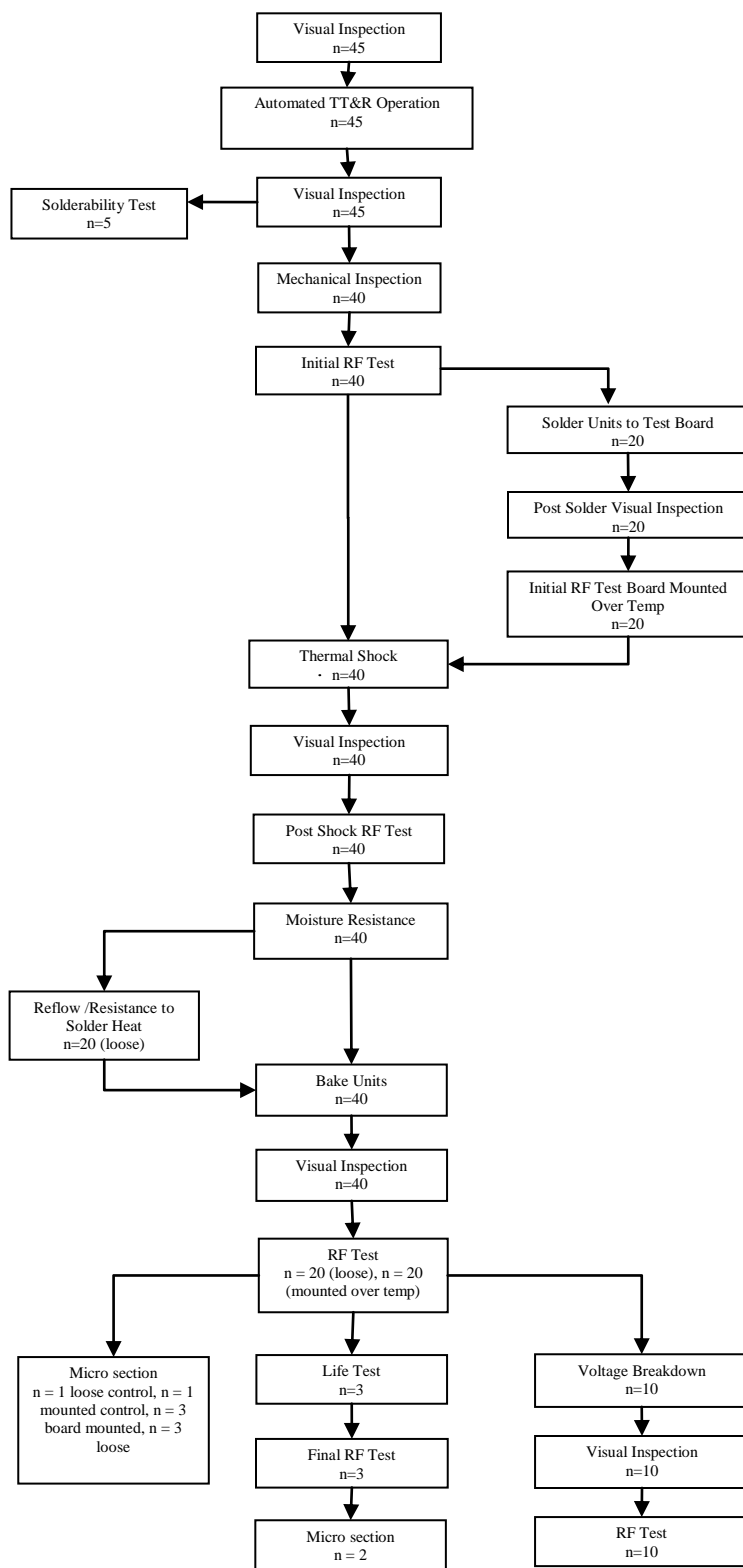 Visual Inspection
n=45
Automated TT&R Operation
n=45
Visual Inspection
n=45
Solderability Test
n=5
Mechanical Inspection
n=40
Initial RF Test
n=40
Solder Units to Test Board
n=20
Post Solder Visual Inspection
n=20
Initial RF Test Board Mounted
Over Temp
n=20
Thermal Shock
· n=40
Visual Inspection
n=40
Post Shock RF Test
n=40
Moisture Resistance
n=40
Reflow /Resistance to
Solder Heat
n=20 (loose)
Bake Units
n=40
Visual Inspection
n=40
RF Test
n = 20 (loose), n = 20
(mounted over temp)
Micro section
n = 1 loose control, n = 1
mounted control, n = 3
board mounted, n = 3
loose
Life Test
n=3
Final RF Test
n=3
Micro section
n = 2
Voltage Breakdown
n=10
Visual Inspection
n=10
RF Test
n=10